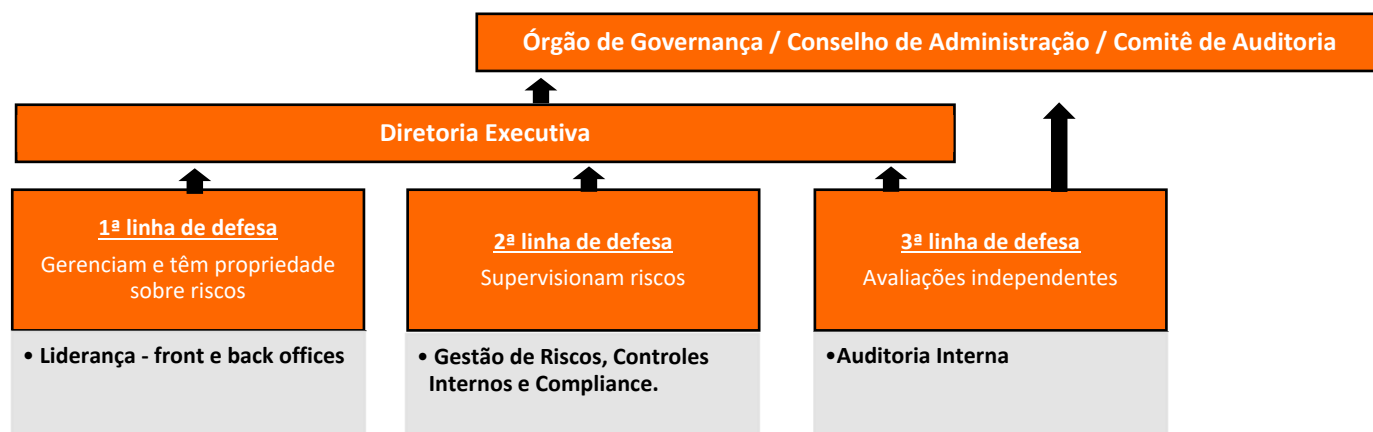 Órgão de Governança / Conselho de Administração / Comitê de Auditoria
Diretoria Executiva
1ª linha de defesa
Gerenciam e têm propriedade
sobre riscos
• Liderança - front e back offices
2ª linha de defesa
Supervisionam riscos
• Gestão de Riscos, Controles
Internos e Compliance.
3ª linha de defesa
Avaliações independentes
•Auditoria Interna